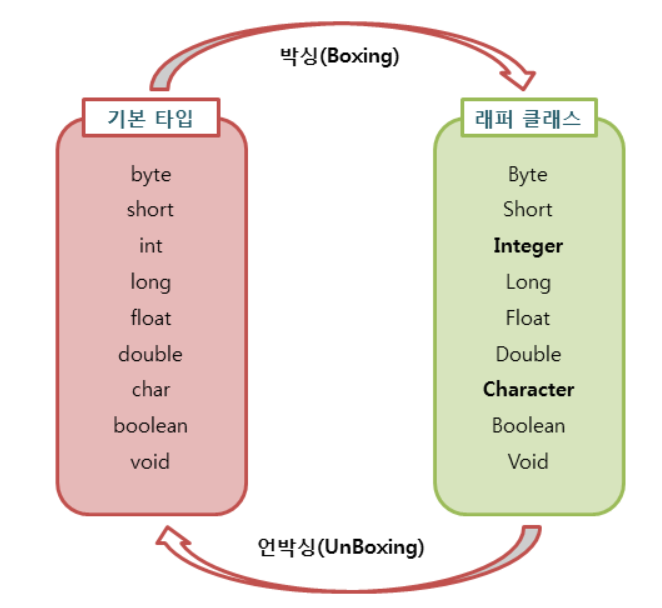 박싱(Boxing)
기본 타입
byte
short
int
long
float
double
char
boolean
void
래퍼 클래스
Byte
Short
Integer
Long
Float
Double
Character
Boolean
Void
언박싱(UnBoxing)